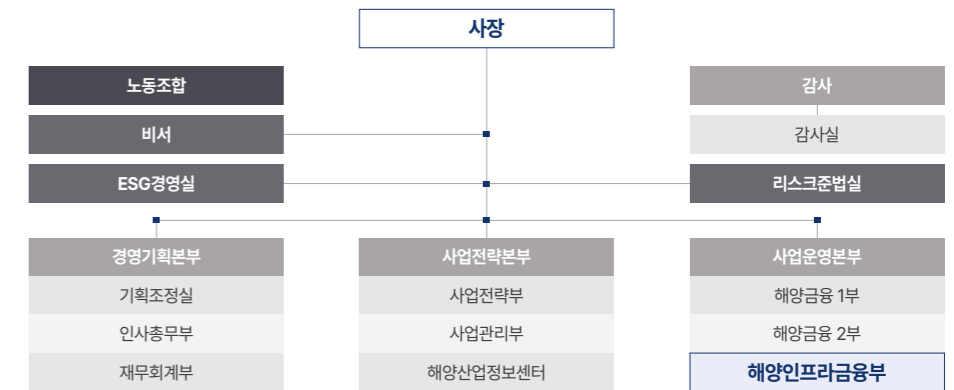 사장
노동조합
감사
비서
감사실
ESG경영실
리스크준법실
경영기획본부
사업전략본부
사업운영본부
기획조정실
사업전략부
해양금융 1부
인사총무부
사업관리부
해양금융 2부
재무회계부
해양산업정보센터
해양인프라금융부